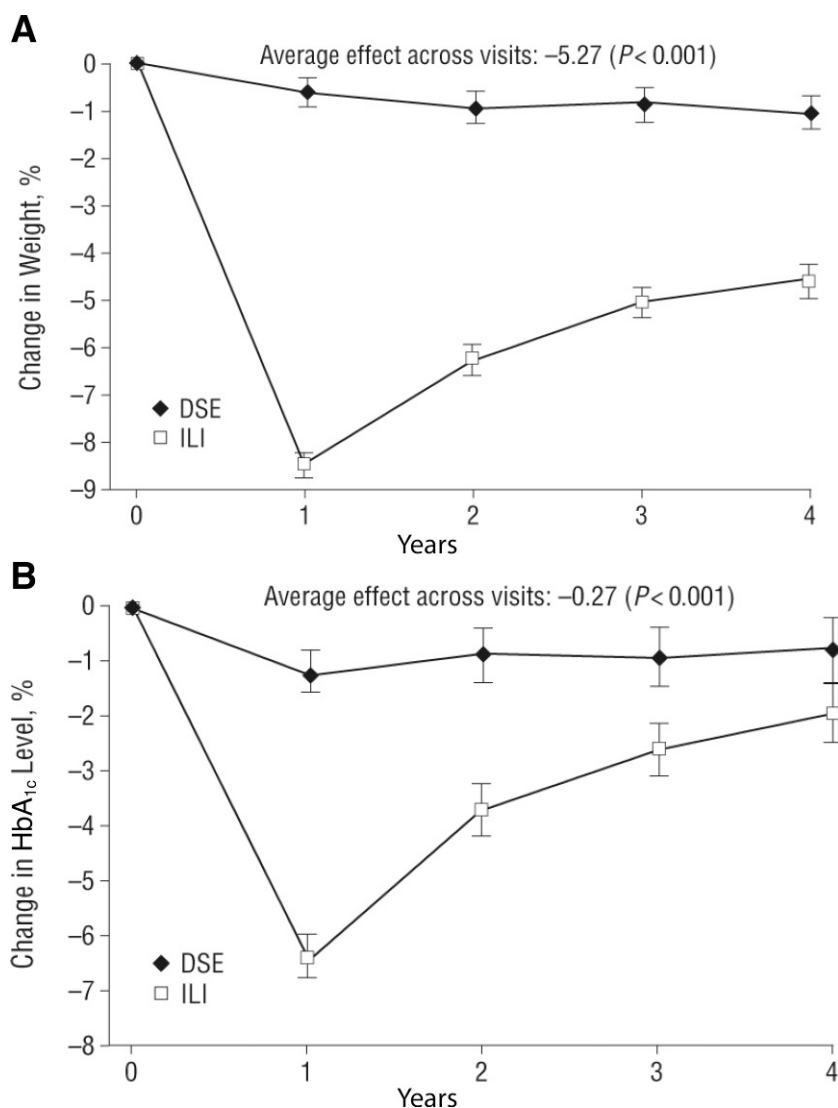 A
Average effect across visits: –5.27 (P< 0.001)
0
–1
–2
–3
–4
–5
–6
–7
–8
–9
Change in Weight, %
DSE
ILI
0 1 2 3 4
Years
B
Average effect across visits: –0.27 (P< 0.001)
0
–1
–2
–3
–4
–5
–6
–7
–8
Change in HbA1c Level, %
DSE
ILI
0 1 2 3 4
Years